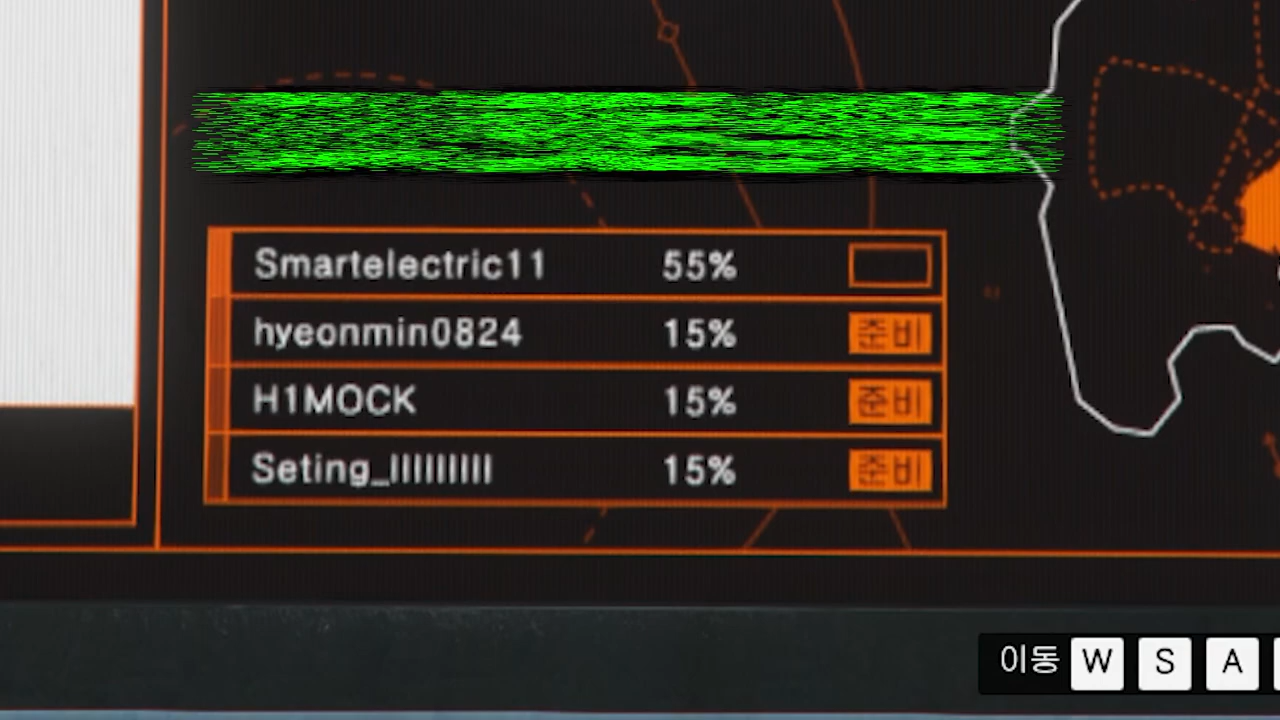 Smartelectric11 55%
hyeonmin0824 15% 준비
H1MOCK 15% 준비
Seting_IIIIIIIII 15% 준비
이동 W S A